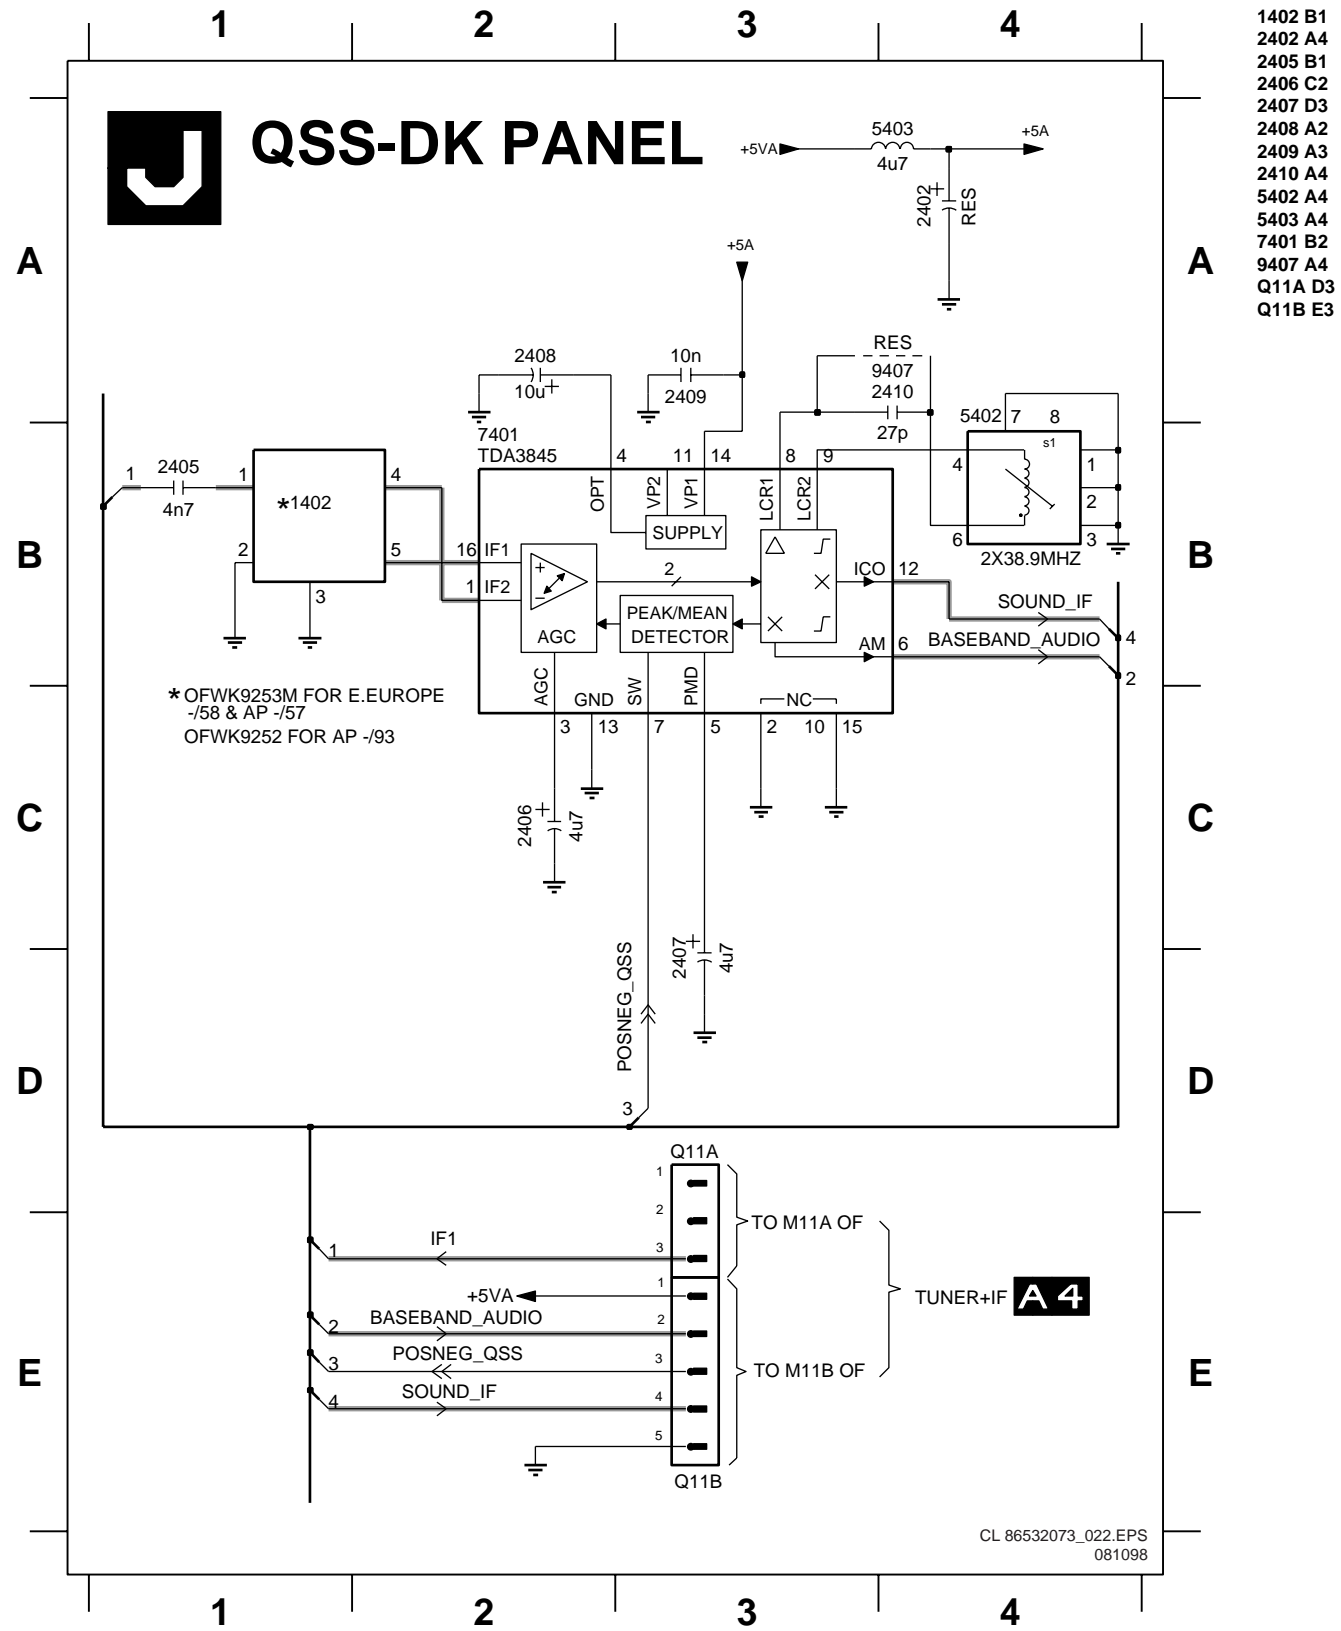 1 2 3 4
1402 B1
2402 A4
2405 B1
2406 C2
2407 D3
2408 A2
2409 A3
2410 A4
5402 A4
5403 A4
7401 B2
9407 A4
Q11A D3
Q11B E3
J QSS-DK PANEL
+5VA 5403 4u7 +5A
2402 + RES
A A
+5A
2408
10u +
10n
2409
RES
9407
2410
27p
5402 7 8
s1
4 1
2
6 3
2X38.9MHZ
7401
TDA3845
4 11 14 8 9
OPT VP2 VP1 LCR1 LCR2
SUPPLY
1 2405 1 4
4n7
*1402
2 5
3
B B
16 IF1
1 IF2
+
-
2
ICO 12
SOUND_IF
4
PEAK/MEAN
DETECTOR
AGC
AM 6 BASEBAND_AUDIO
2
AGC GND SW PMD NC
3 13 7 5 2 10 15
* OFWK9253M FOR E.EUROPE
-/58 & AP -/57
OFWK9252 FOR AP -/93
C C
2406 + 4u7
2407 + 4u7
POSNEG_QSS
D D
3
Q11A
1
2
TO M11A OF
3
IF1
1
1
+5VA
TUNER+IF A 4
BASEBAND_AUDIO
2
2
POSNEG_QSS
3
3
TO M11B OF
E E
SOUND_IF
4
4
5
Q11B
CL 86532073_022.EPS
081098
1 2 3 4